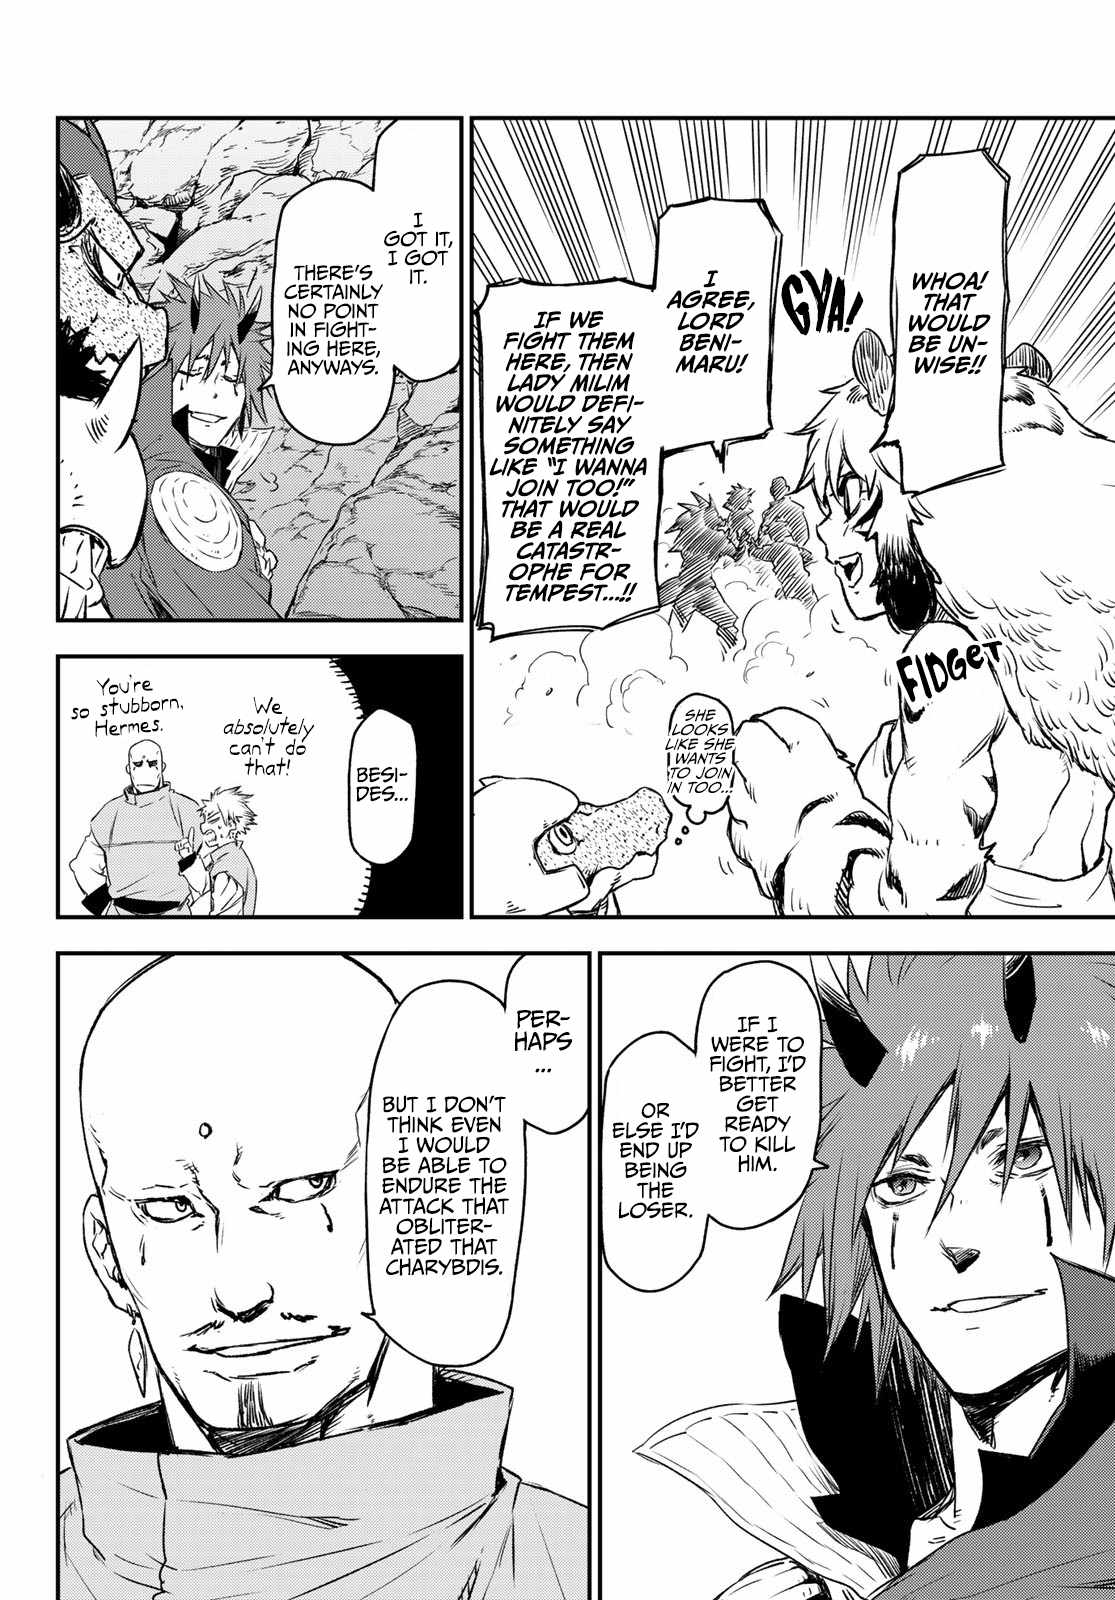 WHOA!
THAT
WOULD
BE UN-
WISE!!
GYA!
I
AGREE,
LORD
BENI-
MARU!
IF WE
FIGHT THEM
HERE, THEN
LADY MILIM
WOULD DEFI-
NITELY SAY
SOMETHING
LIKE "I WANNA
JOIN TOO!"
THAT WOULD
BE A REAL
CATASTR-
OPHE FOR
TEMPEST...!!
FIDGET
SHE
LOOKS
LIKE SHE
WANTS
TO JOIN
IN TOO...
I
GOT IT,
I GOT
IT.
THERE'S
CERTAINLY
NO POINT
IN FIGHT-
ING HERE,
ANYWAYS.
BESI-
DES...
We
absolutely
can't do
that!
You're
so stubborn,
Hermes.
IF I
WERE TO
FIGHT, I'D
BETTER
GET
READY
TO KILL
HIM.
OR
ELSE I'D
END UP
BEING
THE
LOSER.
PER-
HAPS
...
BUT I DON'T
THINK EVEN
I WOULD
BE ABLE TO
ENDURE THE
ATTACK THAT
OBLITER-
ATED THAT
CHARYBDIS.